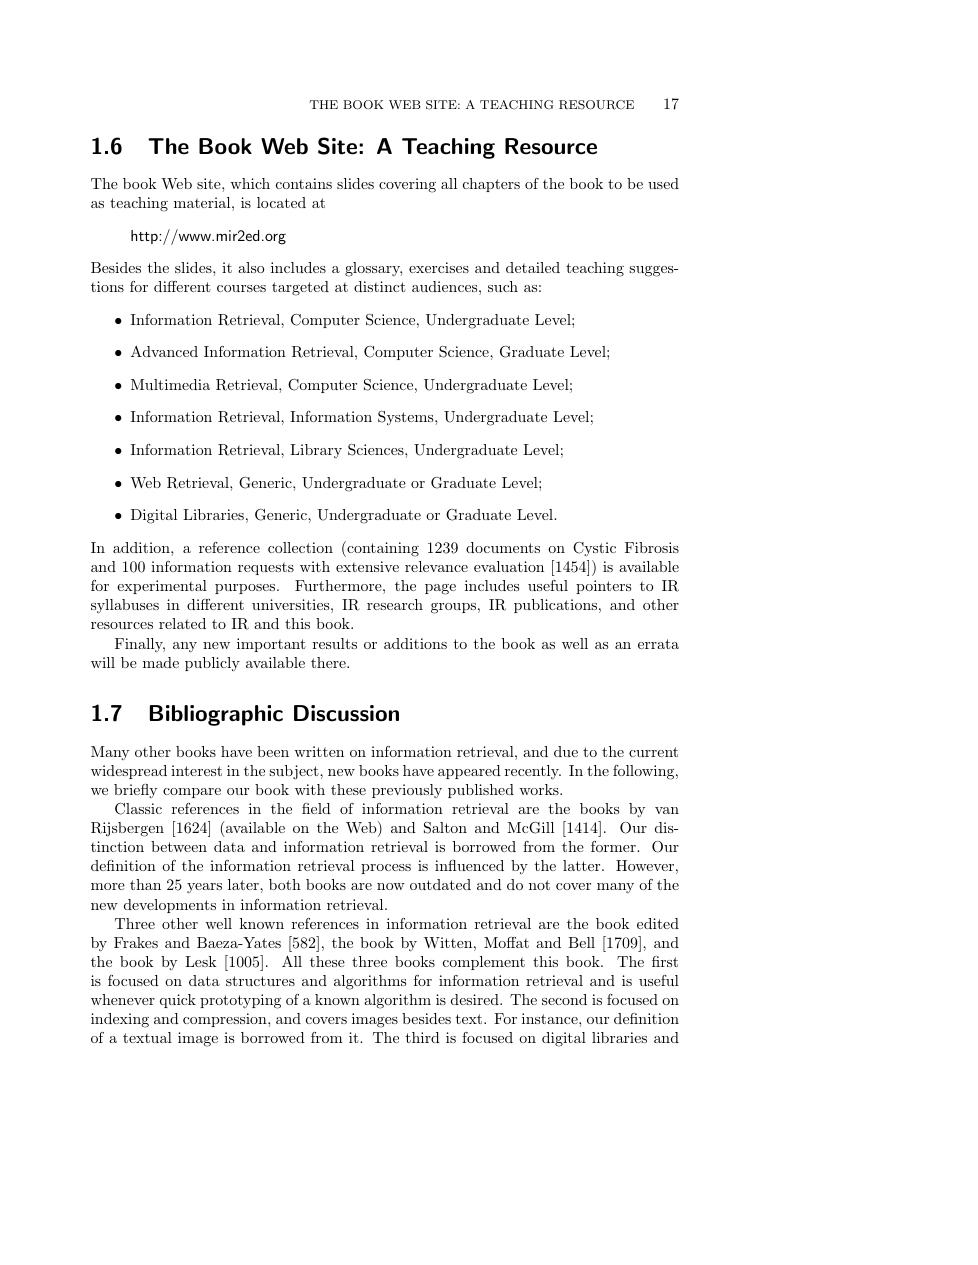 THE BOOK WEB SITE: A TEACHING RESOURCE 17
1.6 The Book Web Site: A Teaching Resource
The book Web site, which contains slides covering all chapters of the book to be used
as teaching material, is located at
http://www.mir2ed.org
Besides the slides, it also includes a glossary, exercises and detailed teaching sugges-
tions for different courses targeted at distinct audiences, such as:
• Information Retrieval, Computer Science, Undergraduate Level;
• Advanced Information Retrieval, Computer Science, Graduate Level;
• Multimedia Retrieval, Computer Science, Undergraduate Level;
• Information Retrieval, Information Systems, Undergraduate Level;
• Information Retrieval, Library Sciences, Undergraduate Level;
• Web Retrieval, Generic, Undergraduate or Graduate Level;
• Digital Libraries, Generic, Undergraduate or Graduate Level.
In addition, a reference collection (containing 1239 documents on Cystic Fibrosis
and 100 information requests with extensive relevance evaluation [1454]) is available
for experimental purposes. Furthermore, the page includes useful pointers to IR
syllabuses in different universities, IR research groups, IR publications, and other
resources related to IR and this book.
Finally, any new important results or additions to the book as well as an errata
will be made publicly available there.
1.7 Bibliographic Discussion
Many other books have been written on information retrieval, and due to the current
widespread interest in the subject, new books have appeared recently. In the following,
we briefly compare our book with these previously published works.
Classic references in the field of information retrieval are the books by van
Rijsbergen [1624] (available on the Web) and Salton and McGill [1414]. Our dis-
tinction between data and information retrieval is borrowed from the former. Our
definition of the information retrieval process is influenced by the latter. However,
more than 25 years later, both books are now outdated and do not cover many of the
new developments in information retrieval.
Three other well known references in information retrieval are the book edited
by Frakes and Baeza-Yates [582], the book by Witten, Moffat and Bell [1709], and
the book by Lesk [1005]. All these three books complement this book. The first
is focused on data structures and algorithms for information retrieval and is useful
whenever quick prototyping of a known algorithm is desired. The second is focused on
indexing and compression, and covers images besides text. For instance, our definition
of a textual image is borrowed from it. The third is focused on digital libraries and